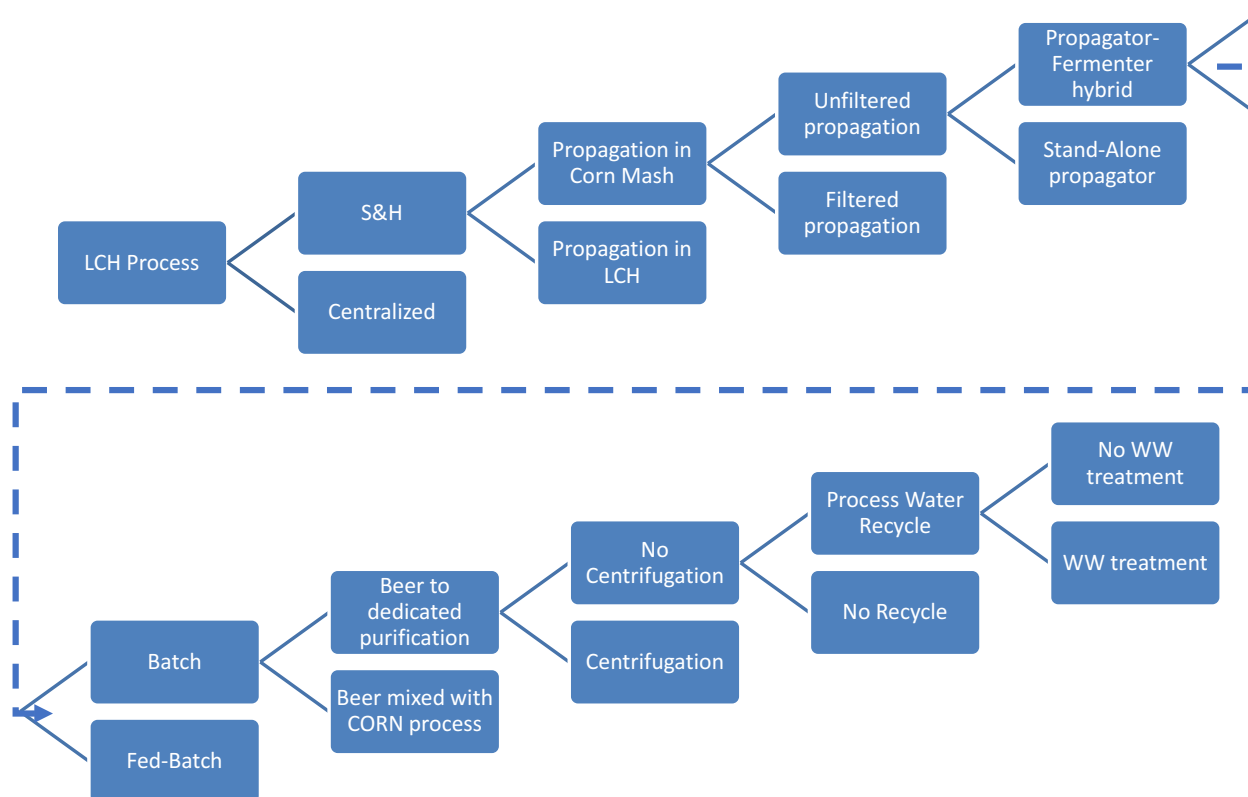 Propagator-
Fermenter
hybrid
Unfiltered
propagation
Propagation in
Corn Mash
Stand-Alone
propagator
S&H
Filtered
propagation
LCH Process
Propagation in
LCH
Centralized
No WW
treatment
Process Water
Recycle
No
Centrifugation
WW treatment
Beer to
dedicated
purification
No Recycle
Batch
Centrifugation
Beer mixed with
CORN process
Fed-Batch